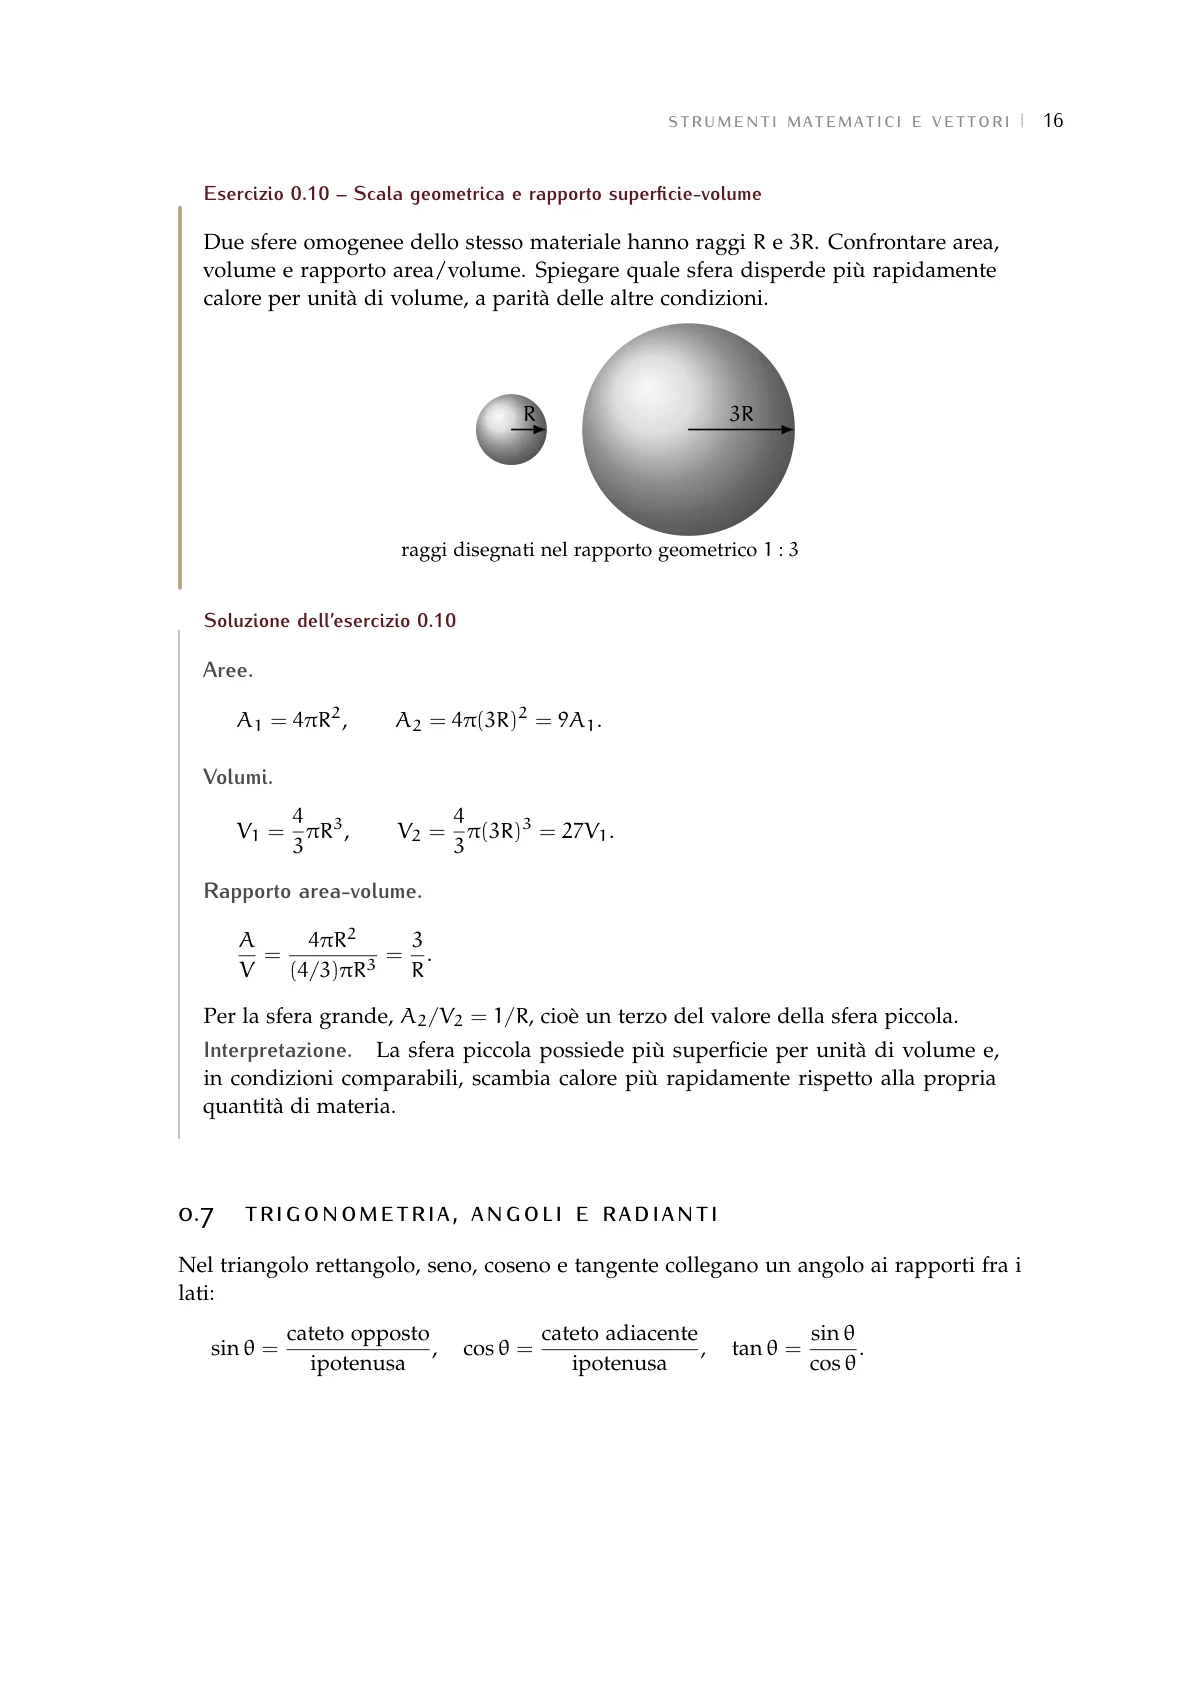 STRUMENTI MATEMATICI E VETTORI | 16
Esercizio 0.10 – Scala geometrica e rapporto superficie-volume
Due sfere omogenee dello stesso materiale hanno raggi R e 3R. Confrontare area,
volume e rapporto area/volume. Spiegare quale sfera disperde più rapidamente
calore per unità di volume, a parità delle altre condizioni.
R 3R
raggi disegnati nel rapporto geometrico 1 : 3
Soluzione dell'esercizio 0.10
Aree.
A₁ = 4πR², A₂ = 4π(3R)² = 9A₁.
Volumi.
V₁ = 4/3 πR³, V₂ = 4/3 π(3R)³ = 27V₁.
Rapporto area-volume.
A/V = 4πR²/(4/3)πR³ = 3/R.
Per la sfera grande, A₂/V₂ = 1/R, cioè un terzo del valore della sfera piccola.
Interpretazione. La sfera piccola possiede più superficie per unità di volume e,
in condizioni comparabili, scambia calore più rapidamente rispetto alla propria
quantità di materia.
0.7 TRIGONOMETRIA, ANGOLI E RADIANTI
Nel triangolo rettangolo, seno, coseno e tangente collegano un angolo ai rapporti fra i
lati:
sin θ = cateto opposto/ipotenusa, cos θ = cateto adiacente/ipotenusa, tan θ = sin θ/cos θ.